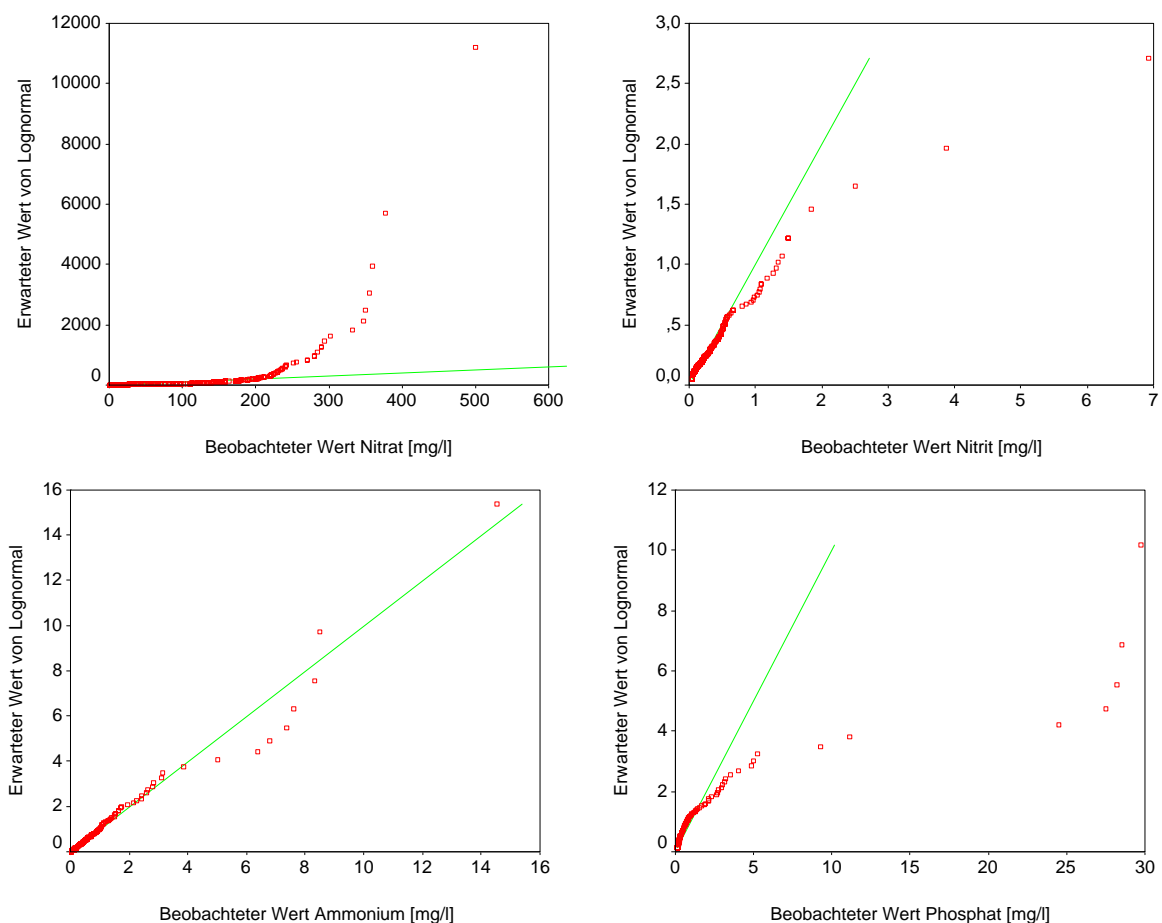 12000
10000
8000
6000
4000
2000
0
Erwarteter Wert von Lognormal
0 100 200 300 400 500 600
Beobachteter Wert Nitrat [mg/l]
3,0
2,5
2,0
1,5
1,0
,5
0,0
Erwarteter Wert von Lognormal
0 1 2 3 4 5 6 7
Beobachteter Wert Nitrit [mg/l]
16
14
12
10
8
6
4
2
0
Erwarteter Wert von Lognormal
0 2 4 6 8 10 12 14 16
Beobachteter Wert Ammonium [mg/l]
12
10
8
6
4
2
0
Erwarteter Wert von Lognormal
0 5 10 15 20 25 30
Beobachteter Wert Phosphat [mg/l]